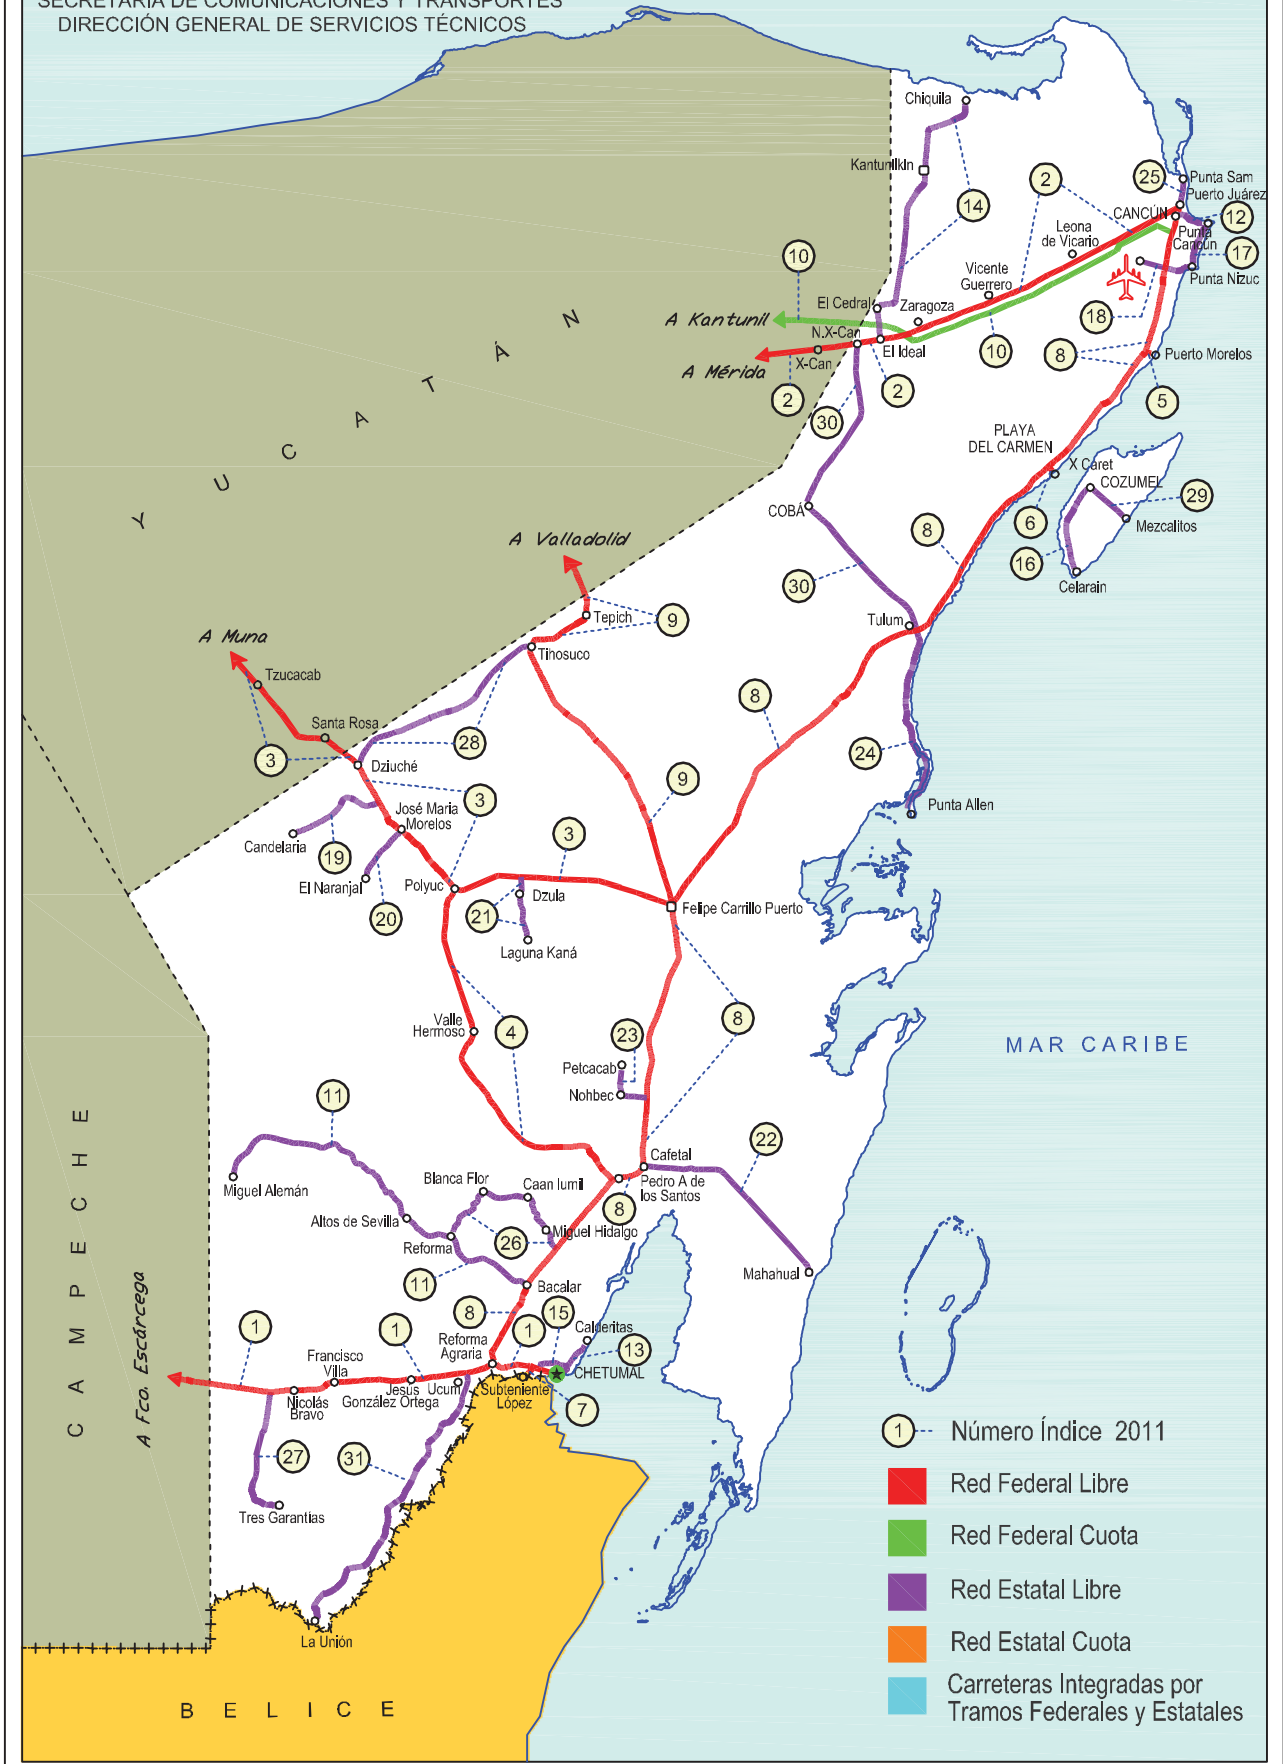 SECRETARÍA DE COMUNICACIONES Y TRANSPORTES
DIRECCIÓN GENERAL DE SERVICIOS TÉCNICOS
Chiquila
Kantunilkin
14
2
25
Punta Sam
Puerto Juárez
CANCÚN
12
Punta
Cancún
17
Punta Nizuc
Leona
de Vicario
Vicente
Guerrero
10
El Cedral
Zaragoza
A Kantunil
N.X-Can
El Ideal
X-Can
A Mérida
2
2
10
18
8
Puerto Morelos
5
30
PLAYA
DEL CARMEN
X Caret
COZUMEL
29
Mezcalitos
6
16
Celarain
COBÁ
8
30
Tulum
YUCATÁN
A Valladolid
Tepich
9
Tihosuco
A Muna
Tzucacab
Santa Rosa
3
Dziuché
28
8
24
Punta Allen
9
3
José Maria
Morelos
3
Candelaria
19
El Naranjal
20
Polyuc
21
Dzula
Laguna Kaná
Felipe Carrillo Puerto
Valle
Hermoso
4
8
23
Petcacab
Nohbec
MAR CARIBE
11
Miguel Alemán
Altos de Sevilla
Blanca Flor
Caan lumil
Reforma
26
Miguel Hidalgo
11
Cafetal
Pedro A de
los Santos
8
22
Mahahual
Bacalar
8
1
15
Calderitas
13
CHETUMAL
7
Reforma
Agraria
Subteniente
López
1
1
Francisco
Villa
Jesús
González Ortega
Ucum
Nicolás
Bravo
A Fco. Escárcega
CAMPECHE
27
31
Tres Garantías
La Unión
BELICE
1
Número Índice 2011
Red Federal Libre
Red Federal Cuota
Red Estatal Libre
Red Estatal Cuota
Carreteras Integradas por
Tramos Federales y Estatales